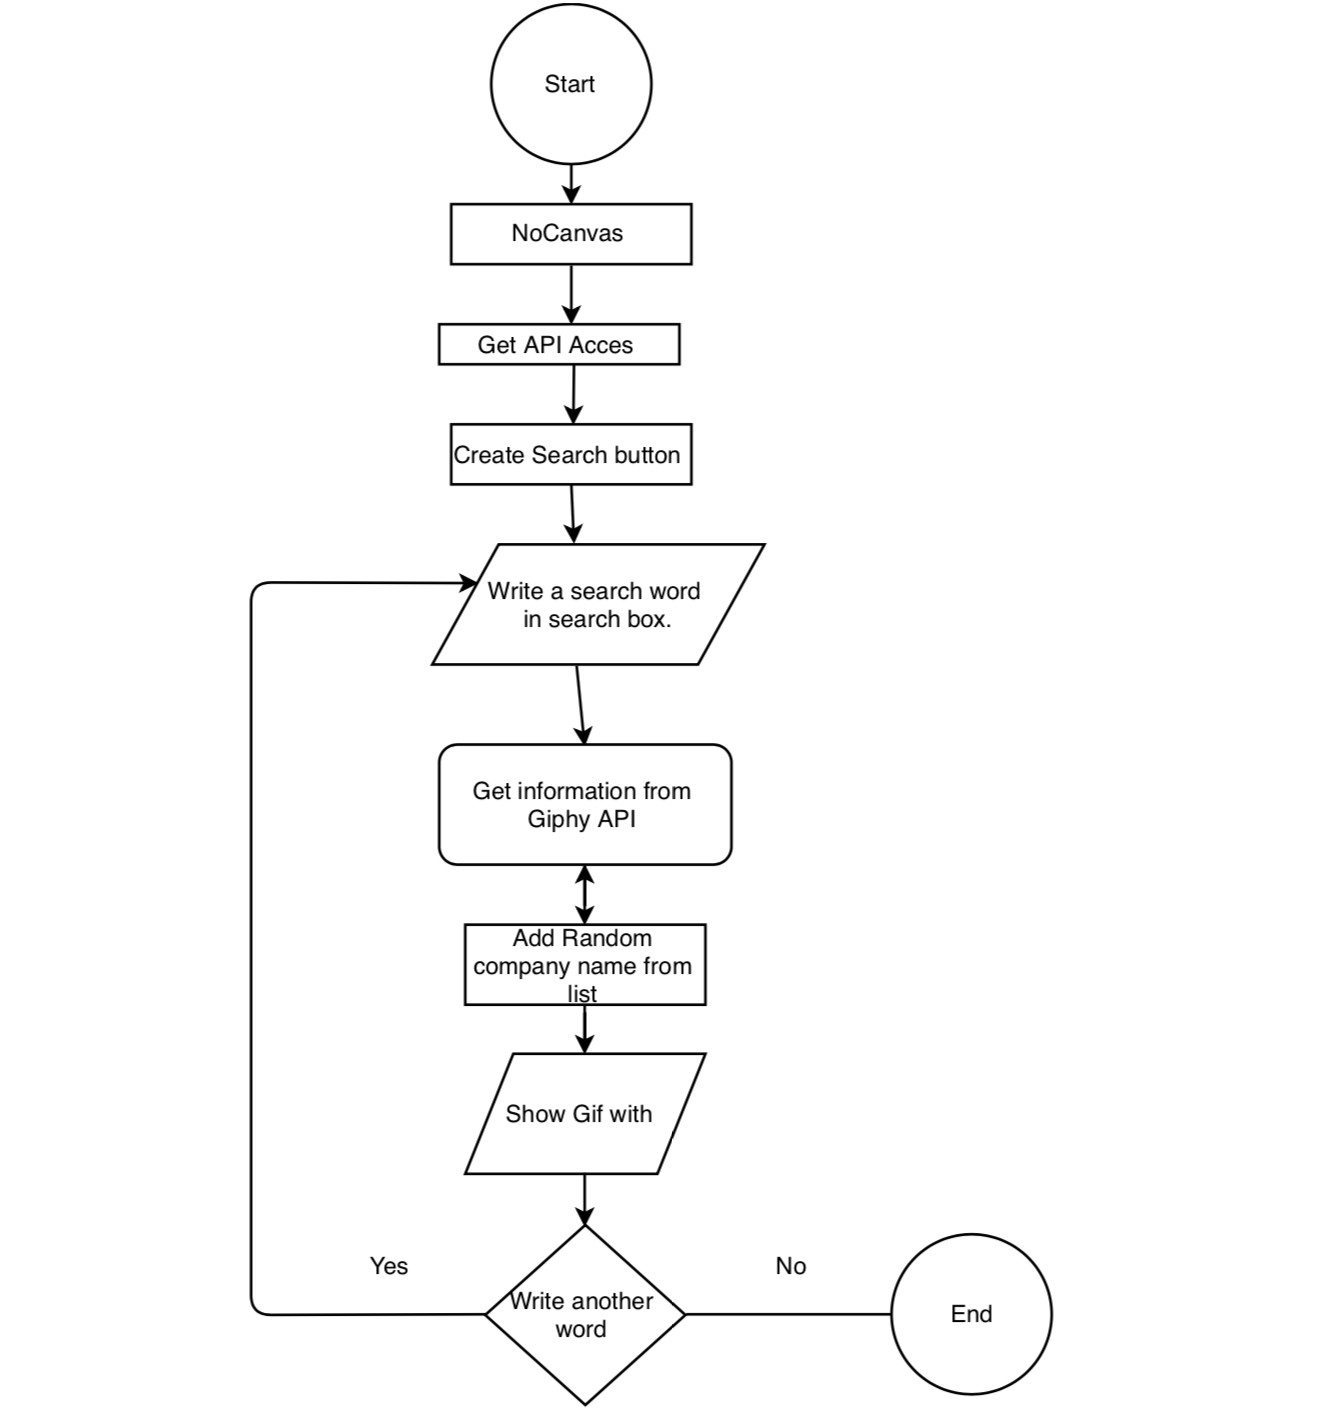 Start
NoCanvas
Get API Acces
Create Search button
Write a search word
in search box.
Get information from
Giphy API
Add Random
company name from
list
Show Gif with
Yes
No
Write another
word
End